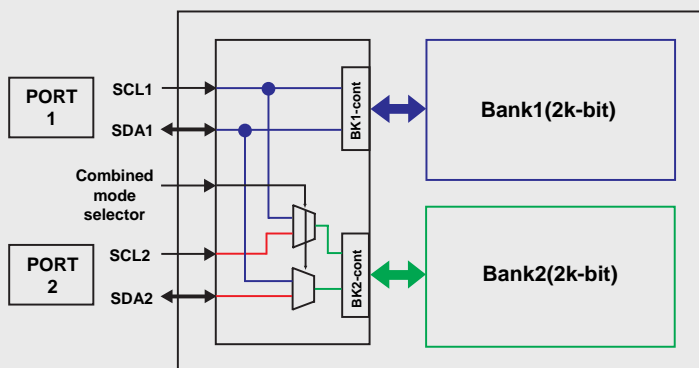 PORT
1
SCL1
SDA1
BK1-cont
Bank1(2k-bit)
Combined
mode
selector
PORT
2
SCL2
SDA2
BK2-cont
Bank2(2k-bit)